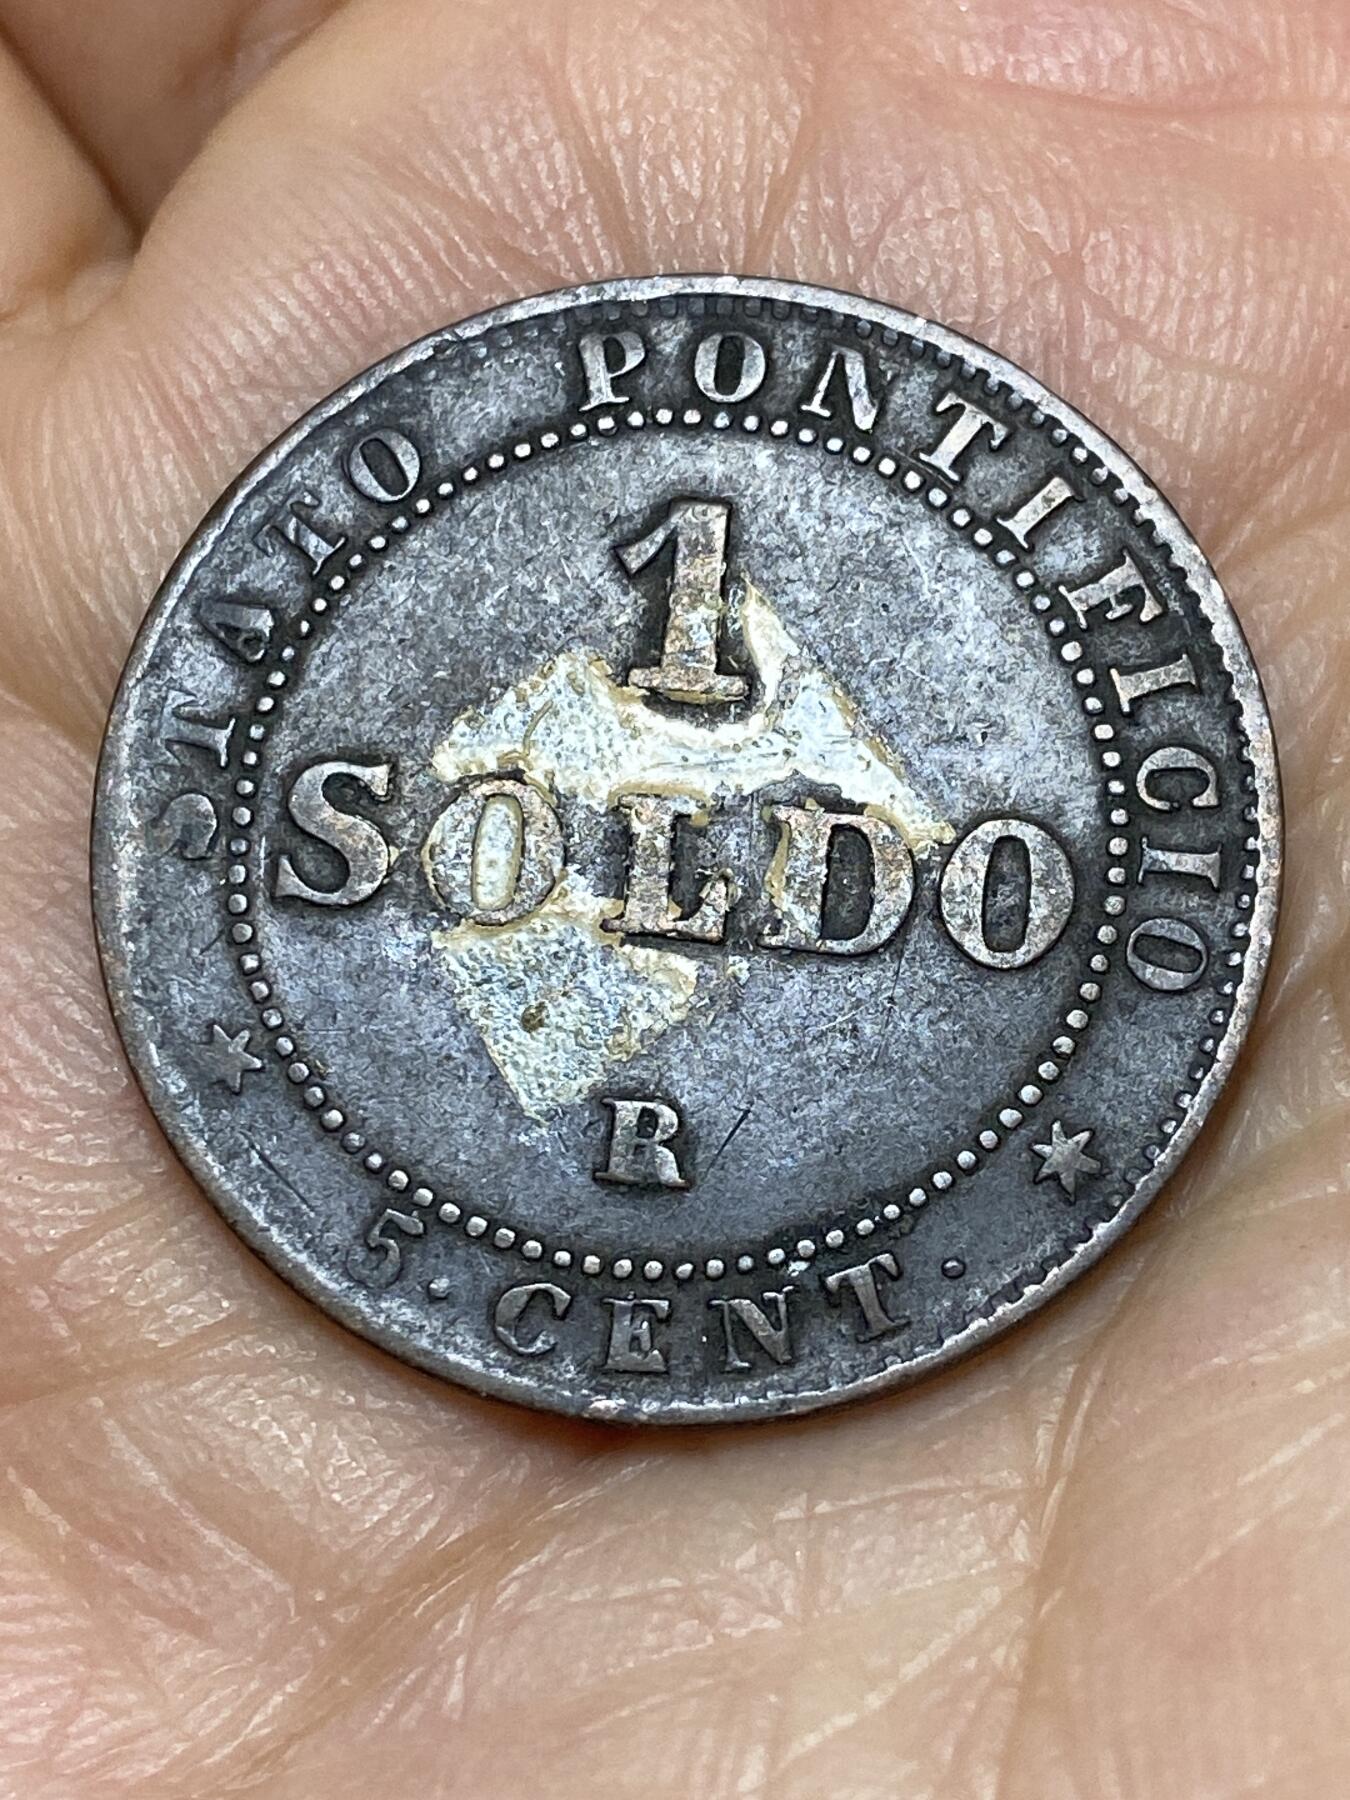 STATO PONTIFICIO
1
SOLDO
R
5 · CENT ·